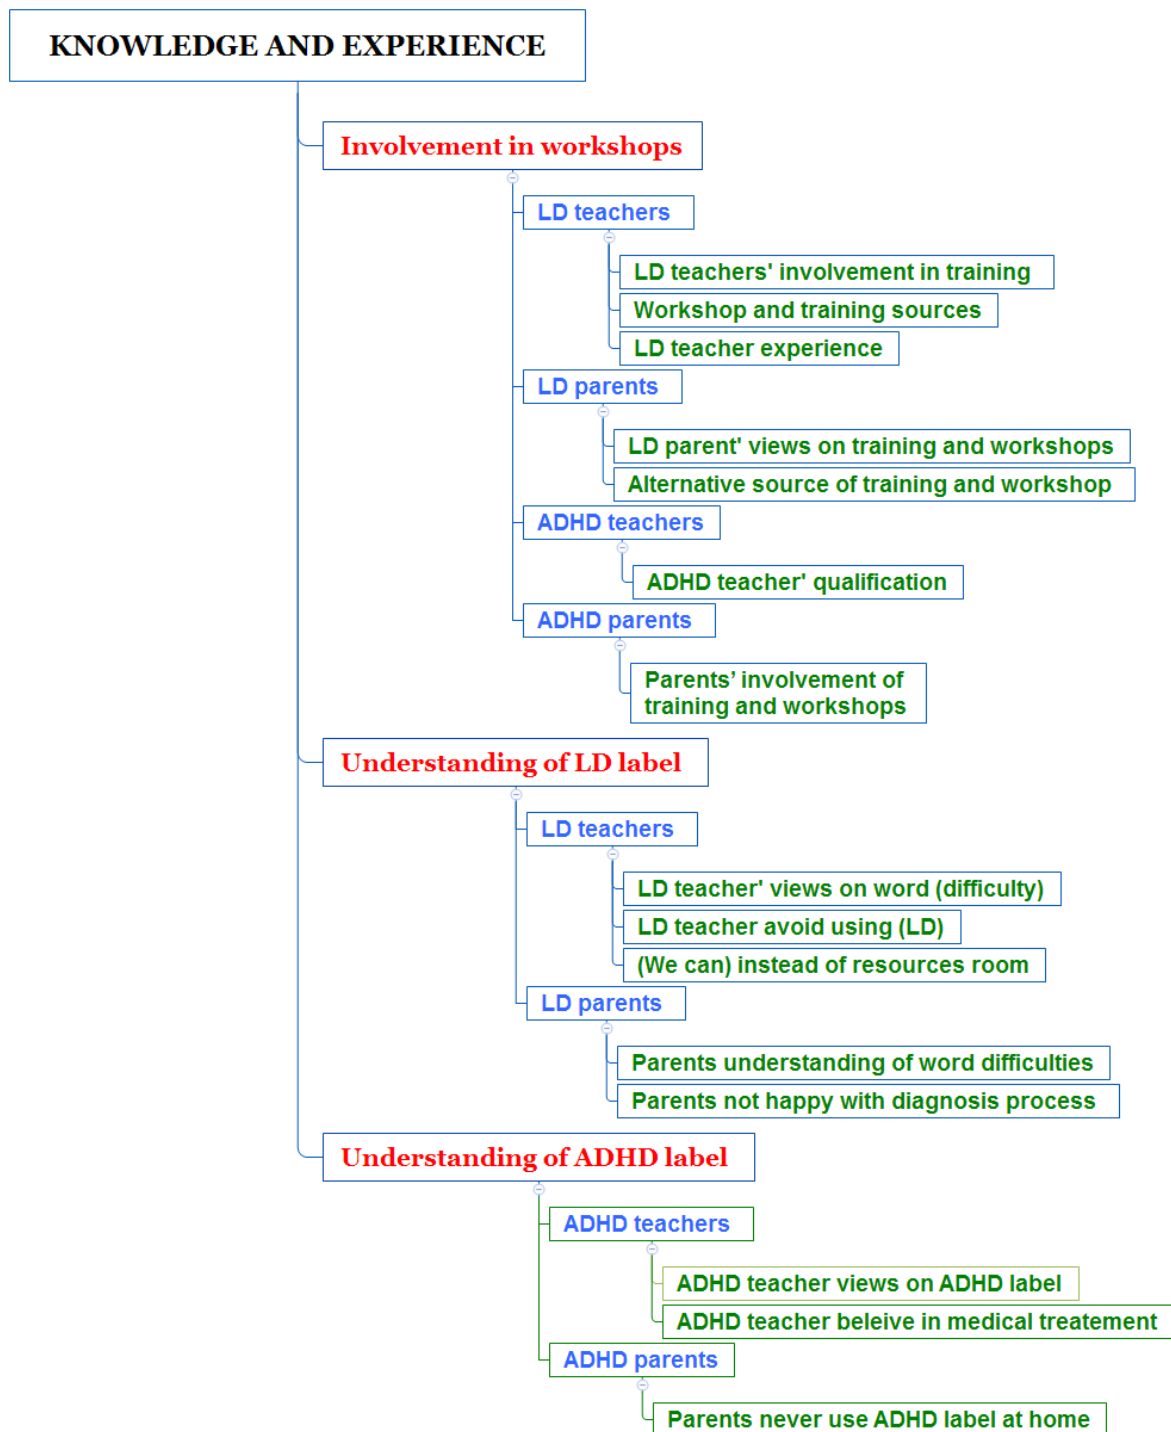 KNOWLEDGE AND EXPERIENCE
Involvement in workshops
LD teachers
LD teachers' involvement in training
Workshop and training sources
LD teacher experience
LD parents
LD parent' views on training and workshops
Alternative source of training and workshop
ADHD teachers
ADHD teacher' qualification
ADHD parents
Parents’ involvement of
training and workshops
Understanding of LD label
LD teachers
LD teacher' views on word (difficulty)
LD teacher avoid using (LD)
(We can) instead of resources room
LD parents
Parents understanding of word difficulties
Parents not happy with diagnosis process
Understanding of ADHD label
ADHD teachers
ADHD teacher views on ADHD label
ADHD teacher beleive in medical treatement
ADHD parents
Parents never use ADHD label at home